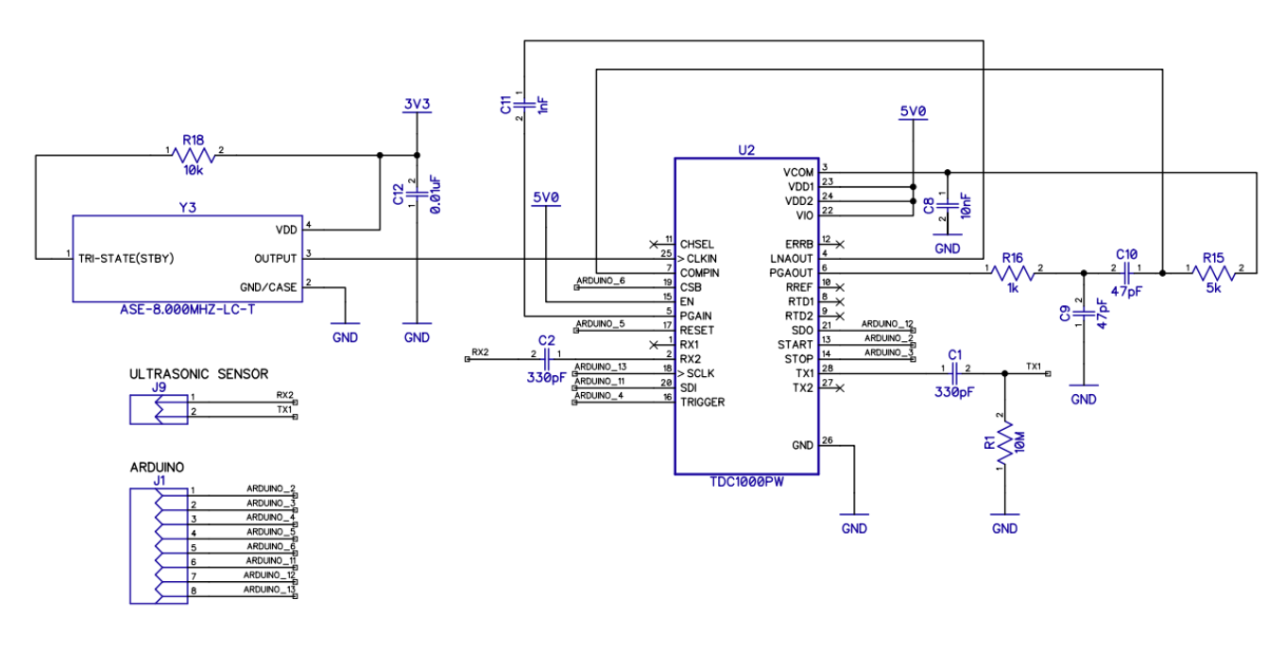 C11
1
2
1nF
3V3
R18
1
2
10k
C12
2
1
0.01uF
Y3
1
TRI-STATE(STBY)
VDD
4
OUTPUT
3
GND/CASE
2
ASE-8.000MHZ-LC-T
GND
GND
5V0
5V0
U2
VCOM 3
VDD1 23
VDD2 24
VIO 22
11 CHSEL
ERRB 12
25 >CLKIN
LNAOUT 4
7 COMPIN
PGAOUT 6
ARDUINO_6
19 CSB
RREF 10
15 EN
RTD1 8
5 PGAIN
RTD2 9
ARDUINO_5
17 RESET
SDO 21
ARDUINO_12
1 RX1
START 13
ARDUINO_2
RX2
2 C2 1
330pF
2 RX2
STOP 14
ARDUINO_3
ARDUINO_13
18 >SCLK
TX1 28
ARDUINO_11
20 SDI
TX2 27
ARDUINO_4
16 TRIGGER
GND 26
TDC1000PW
GND
C8
1
2
10nF
GND
R16
1
2
1k
C10
2
1
47pF
R15
1
2
5k
C9
2
1
47pF
GND
C1
1
2
330pF
TX1
R1
2
1
10M
GND
ULTRASONIC SENSOR
J9
1 RX2
2 TX1
ARDUINO
J1
1 ARDUINO_2
2 ARDUINO_3
3 ARDUINO_4
4 ARDUINO_5
5 ARDUINO_6
6 ARDUINO_11
7 ARDUINO_12
8 ARDUINO_13